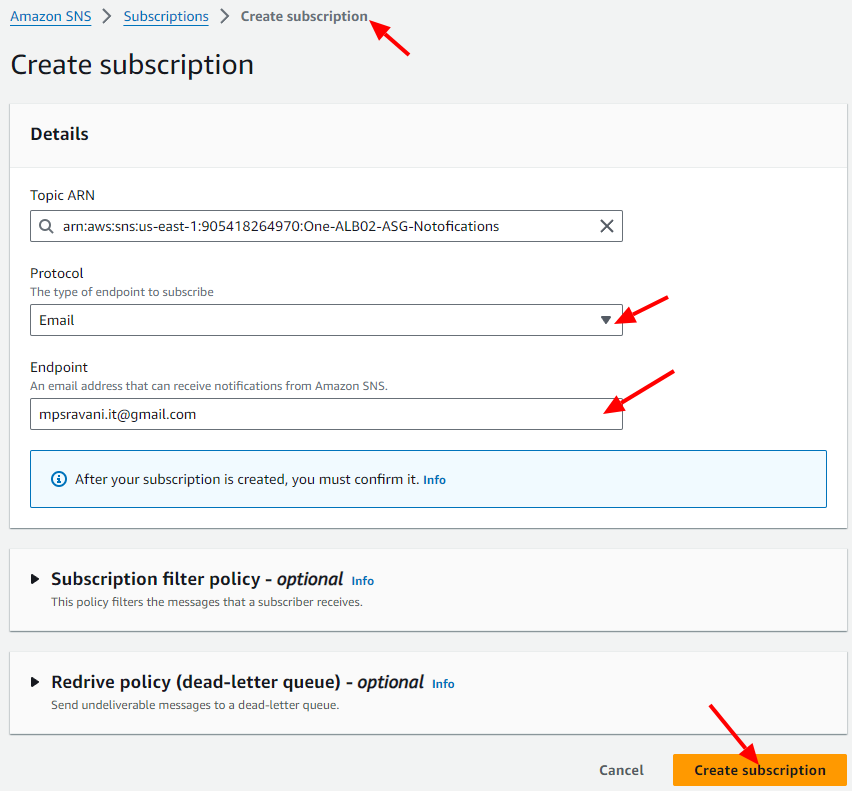 Amazon SNS > Subscriptions > Create subscription
Create subscription
Details
Topic ARN
arn:aws:sns:us-east-1:905418264970:One-ALB02-ASG-Notofications
Protocol
The type of endpoint to subscribe
Email
Endpoint
An email address that can receive notifications from Amazon SNS.
mpsravani.it@gmail.com
After your subscription is created, you must confirm it. Info
Subscription filter policy - optional Info
This policy filters the messages that a subscriber receives.
Redrive policy (dead-letter queue) - optional Info
Send undeliverable messages to a dead-letter queue.
Cancel Create subscription